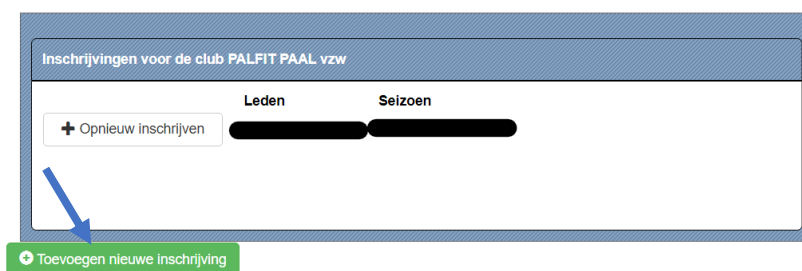 Inschrijvingen voor de club PALFIT PAAL vzw
Leden Seizoen
Opnieuw inschrijven
Toevoegen nieuwe inschrijving